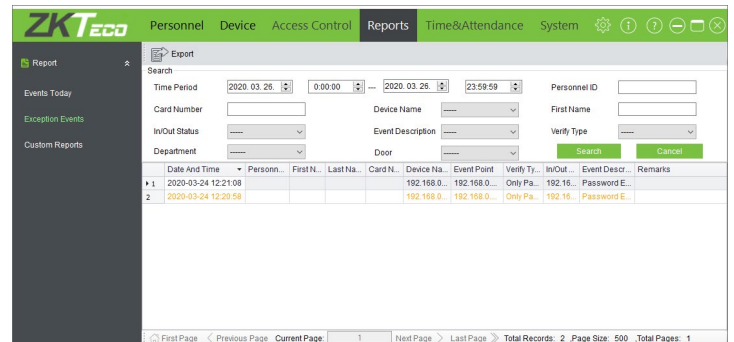 ZKTeco Personnel Device Access Control Reports Time&Attendance System
Report
Events Today
Exception Events
Custom Reports
Export
Search
Time Period 2020. 03. 26. 0:00:00 --- 2020. 03. 26. 23:59:59 Personnel ID
Card Number Device Name ----- First Name
In/Out Status ----- Event Description ----- Verify Type -----
Department ----- Door ----- Search Cancel
Date And Time Personn... First N... Last Na... Card N... Device Na... Event Point Verify Ty... In/Out ... Event Descr... Remarks
1 2020-03-24 12:21:08 192.168.0... 192.168.0.... Only Pa... 192.16... Password E...
2 2020-03-24 12:20:58 192.168.0... 192.168.0.... Only Pa... 192.16... Password E...
First Page Previous Page Current Page: 1 Next Page Last Page Total Records: 2 ,Page Size: 500 ,Total Pages: 1